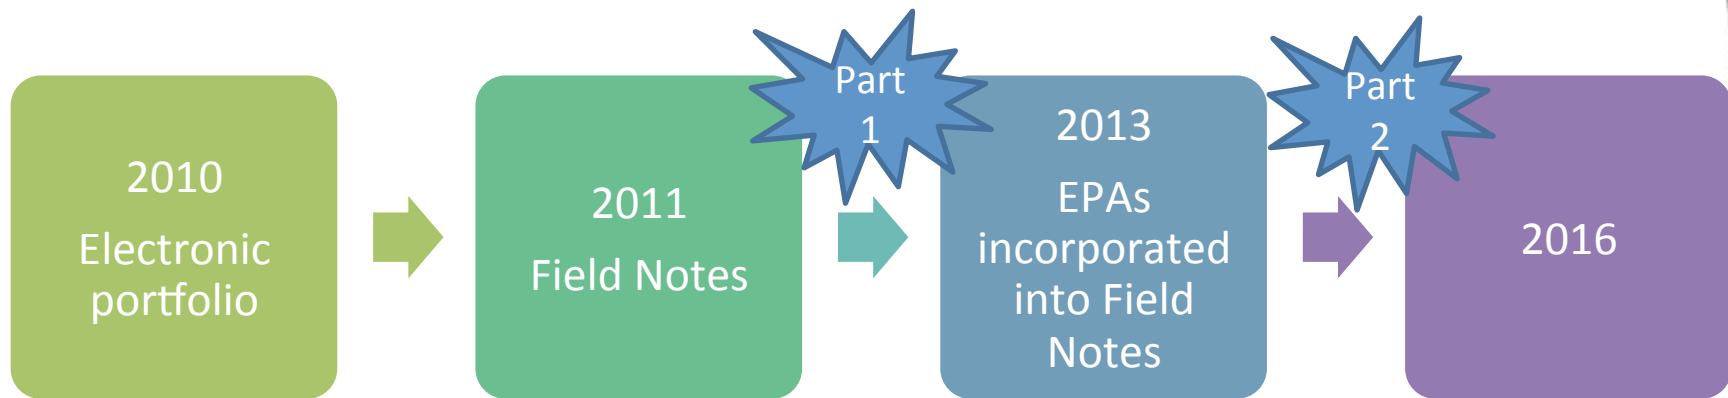 2010
Electronic
portfolio
2011
Field Notes
Part
1
2013
EPAs
incorporated
into Field
Notes
Part
2
2016